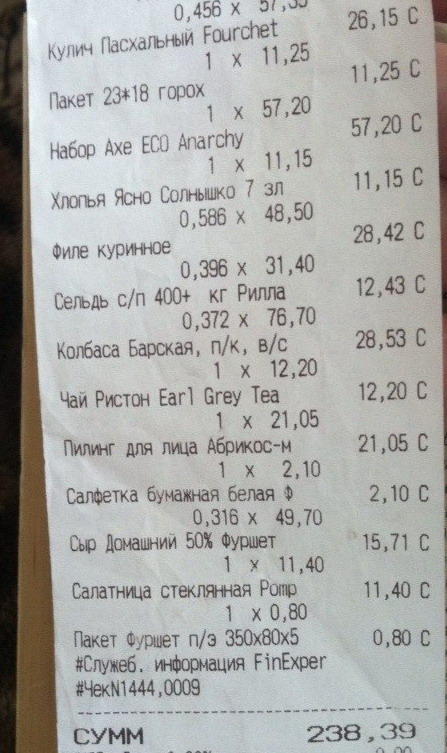 0,456 x 57,35
Кулич Пасхальный Fourchet 26,15 С
1 x 11,25
Пакет 23*18 горох 11,25 С
1 x 57,20
Набор Axe ECO Anarchy 57,20 С
1 x 11,15
Хлопья Ясно Солнышко 7 зл 11,15 С
0,586 x 48,50
Филе куринное 28,42 С
0,396 x 31,40
Сельдь с/п 400+ кг Рилла 12,43 С
0,372 x 76,70
Колбаса Барская, п/к, в/с 28,53 С
1 x 12,20
Чай Ристон Earl Grey Tea 12,20 С
1 x 21,05
Пилинг для лица Абрикос-м 21,05 С
1 x 2,10
Салфетка бумажная белая Ф 2,10 С
0,316 x 49,70
Сыр Домашний 50% Фуршет 15,71 С
1 x 11,40
Салатница стеклянная Pomp 11,40 С
1 x 0,80
Пакет Фуршет п/э 350x80x5 0,80 С
#Служеб. информация FinExper
#ЧекN1444,0009
СУММ 238,39